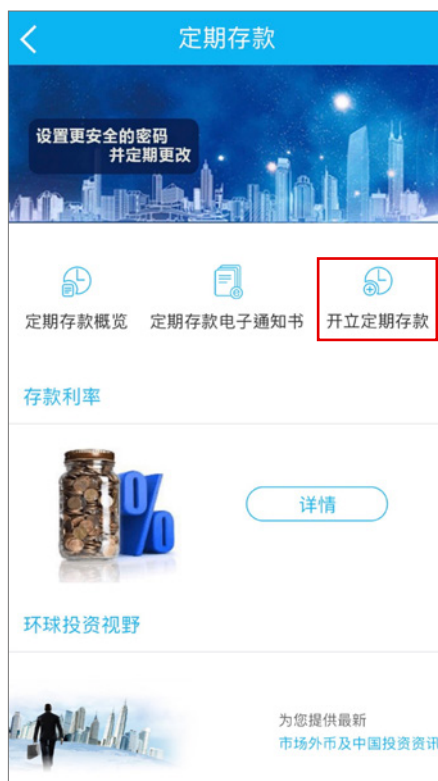 定期存款
设置更安全的密码
并定期更改
定期存款概览
定期存款电子通知书
开立定期存款
存款利率
%
详情
环球投资视野
为您提供最新
市场外币及中国投资资讯